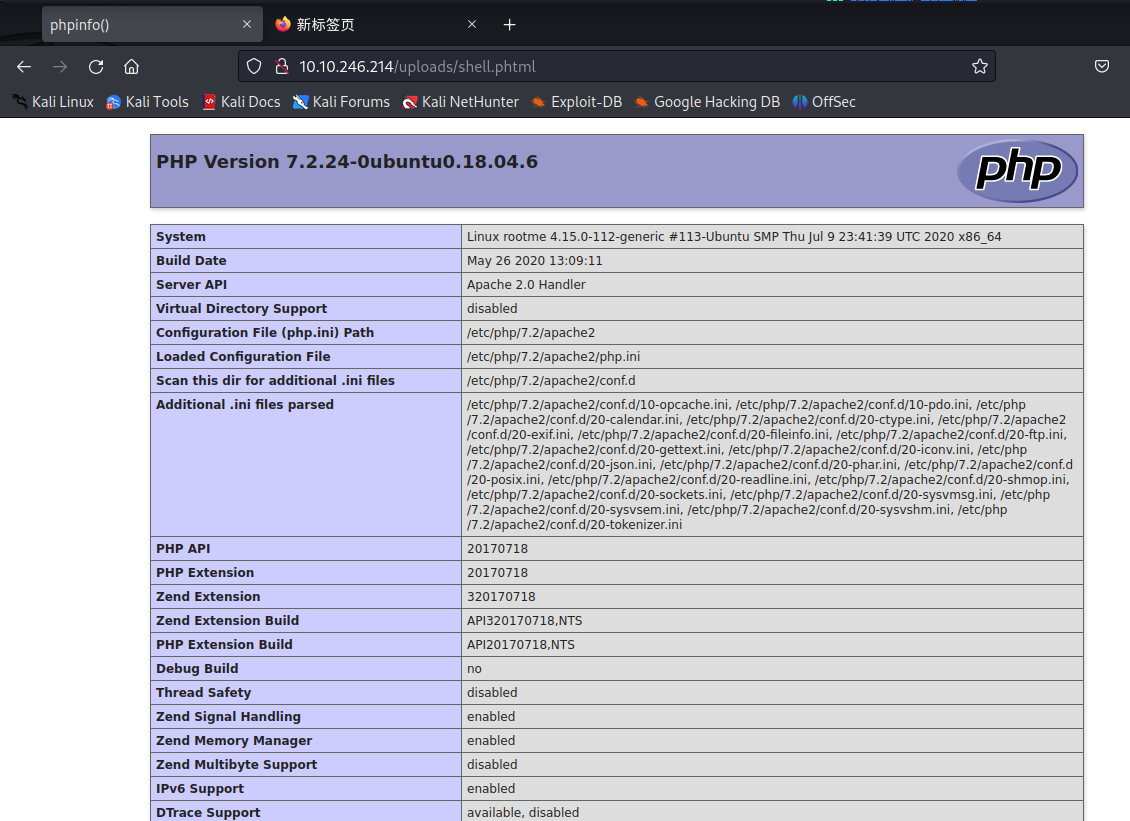 phpinfo()
新标签页
10.10.246.214/uploads/shell.phtml
Kali Linux Kali Tools Kali Docs Kali Forums Kali NetHunter Exploit-DB Google Hacking DB OffSec
PHP Version 7.2.24-0ubuntu0.18.04.6
php
System Linux rootme 4.15.0-112-generic #113-Ubuntu SMP Thu Jul 9 23:41:39 UTC 2020 x86_64
Build Date May 26 2020 13:09:11
Server API Apache 2.0 Handler
Virtual Directory Support disabled
Configuration File (php.ini) Path /etc/php/7.2/apache2
Loaded Configuration File /etc/php/7.2/apache2/php.ini
Scan this dir for additional .ini files /etc/php/7.2/apache2/conf.d
Additional .ini files parsed /etc/php/7.2/apache2/conf.d/10-opcache.ini, /etc/php/7.2/apache2/conf.d/10-pdo.ini, /etc/php
/7.2/apache2/conf.d/20-calendar.ini, /etc/php/7.2/apache2/conf.d/20-ctype.ini, /etc/php/7.2/apache2
/conf.d/20-exif.ini, /etc/php/7.2/apache2/conf.d/20-fileinfo.ini, /etc/php/7.2/apache2/conf.d/20-ftp.ini,
/etc/php/7.2/apache2/conf.d/20-gettext.ini, /etc/php/7.2/apache2/conf.d/20-iconv.ini, /etc/php
/7.2/apache2/conf.d/20-json.ini, /etc/php/7.2/apache2/conf.d/20-phar.ini, /etc/php/7.2/apache2/conf.d
/20-posix.ini, /etc/php/7.2/apache2/conf.d/20-readline.ini, /etc/php/7.2/apache2/conf.d/20-shmop.ini,
/etc/php/7.2/apache2/conf.d/20-sockets.ini, /etc/php/7.2/apache2/conf.d/20-sysvmsg.ini, /etc/php
/7.2/apache2/conf.d/20-sysvsem.ini, /etc/php/7.2/apache2/conf.d/20-sysvshm.ini, /etc/php
/7.2/apache2/conf.d/20-tokenizer.ini
PHP API 20170718
PHP Extension 20170718
Zend Extension 320170718
Zend Extension Build API320170718,NTS
PHP Extension Build API20170718,NTS
Debug Build no
Thread Safety disabled
Zend Signal Handling enabled
Zend Memory Manager enabled
Zend Multibyte Support disabled
IPv6 Support enabled
DTrace Support available, disabled